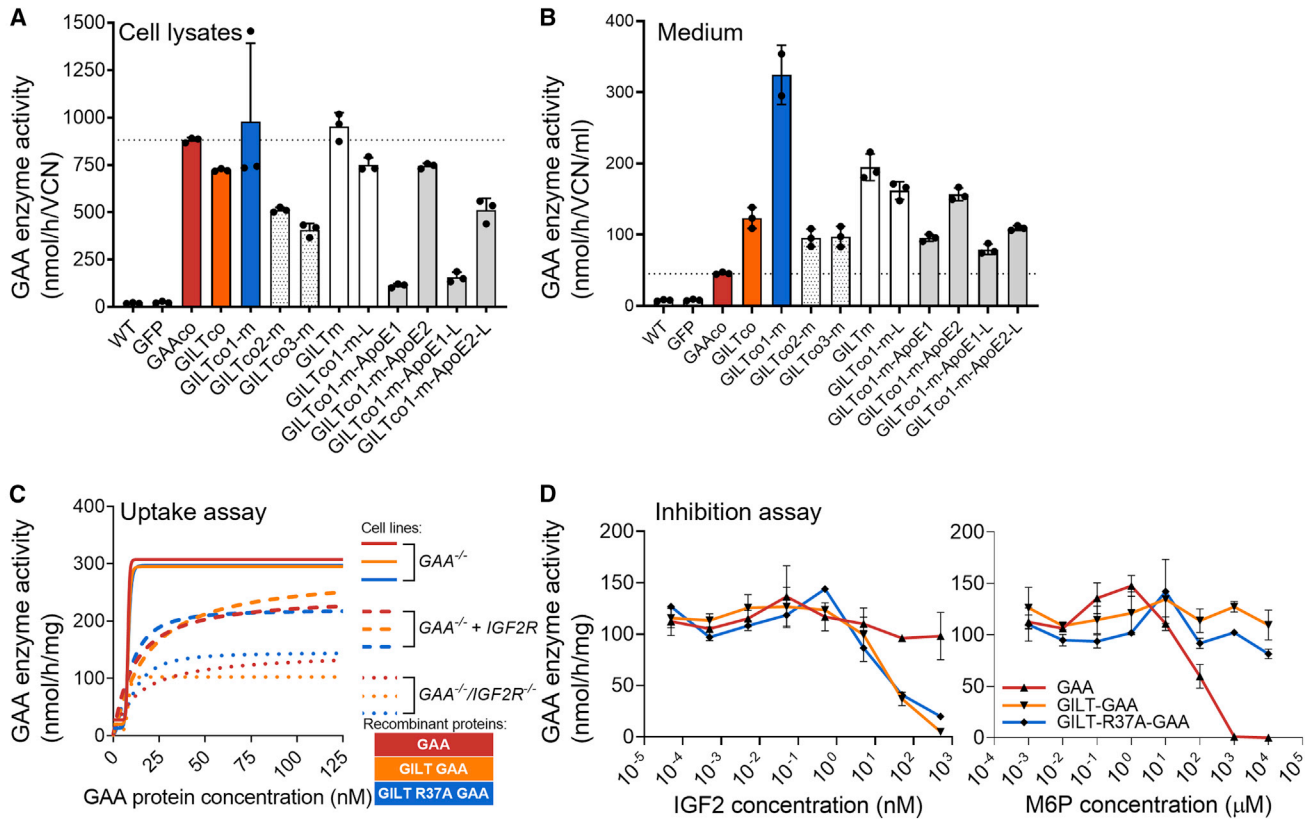 A
Cell lysates
GAA enzyme activity
(nmol/h/VCN)
1500
1250
1000
750
500
250
0
WT
GFP
GAAco
GILTco
GILTco1-m
GILTco2-m
GILTco3-m
GILTm
GILTco1-m-L
GILTco1-m-ApoE1
GILTco1-m-ApoE2
GILTco1-m-ApoE1-L
GILTco1-m-ApoE2-L
B
Medium
GAA enzyme activity
(nmol/h/VCN/ml)
400
300
200
100
0
WT
GFP
GAAco
GILTco
GILTco1-m
GILTco2-m
GILTco3-m
GILTm
GILTco1-m-L
GILTco1-m-ApoE1
GILTco1-m-ApoE2
GILTco1-m-ApoE1-L
GILTco1-m-ApoE2-L
C
Uptake assay
GAA enzyme activity
(nmol/h/mg)
400
300
200
100
0
0
25
50
75
100
125
GAA protein concentration (nM)
Cell lines:
GAA-/-
GAA-/- + IGF2R
GAA-/-/IGF2R-/-
Recombinant proteins:
GAA
GILT GAA
GILT R37A GAA
D
Inhibition assay
GAA enzyme activity
(nmol/h/mg)
200
150
100
50
0
10-5
10-4
10-3
10-2
10-1
100
101
102
103
IGF2 concentration (nM)
200
150
100
50
0
10-4
10-3
10-2
10-1
100
101
102
103
104
105
M6P concentration (μM)
GAA
GILT-GAA
GILT-R37A-GAA